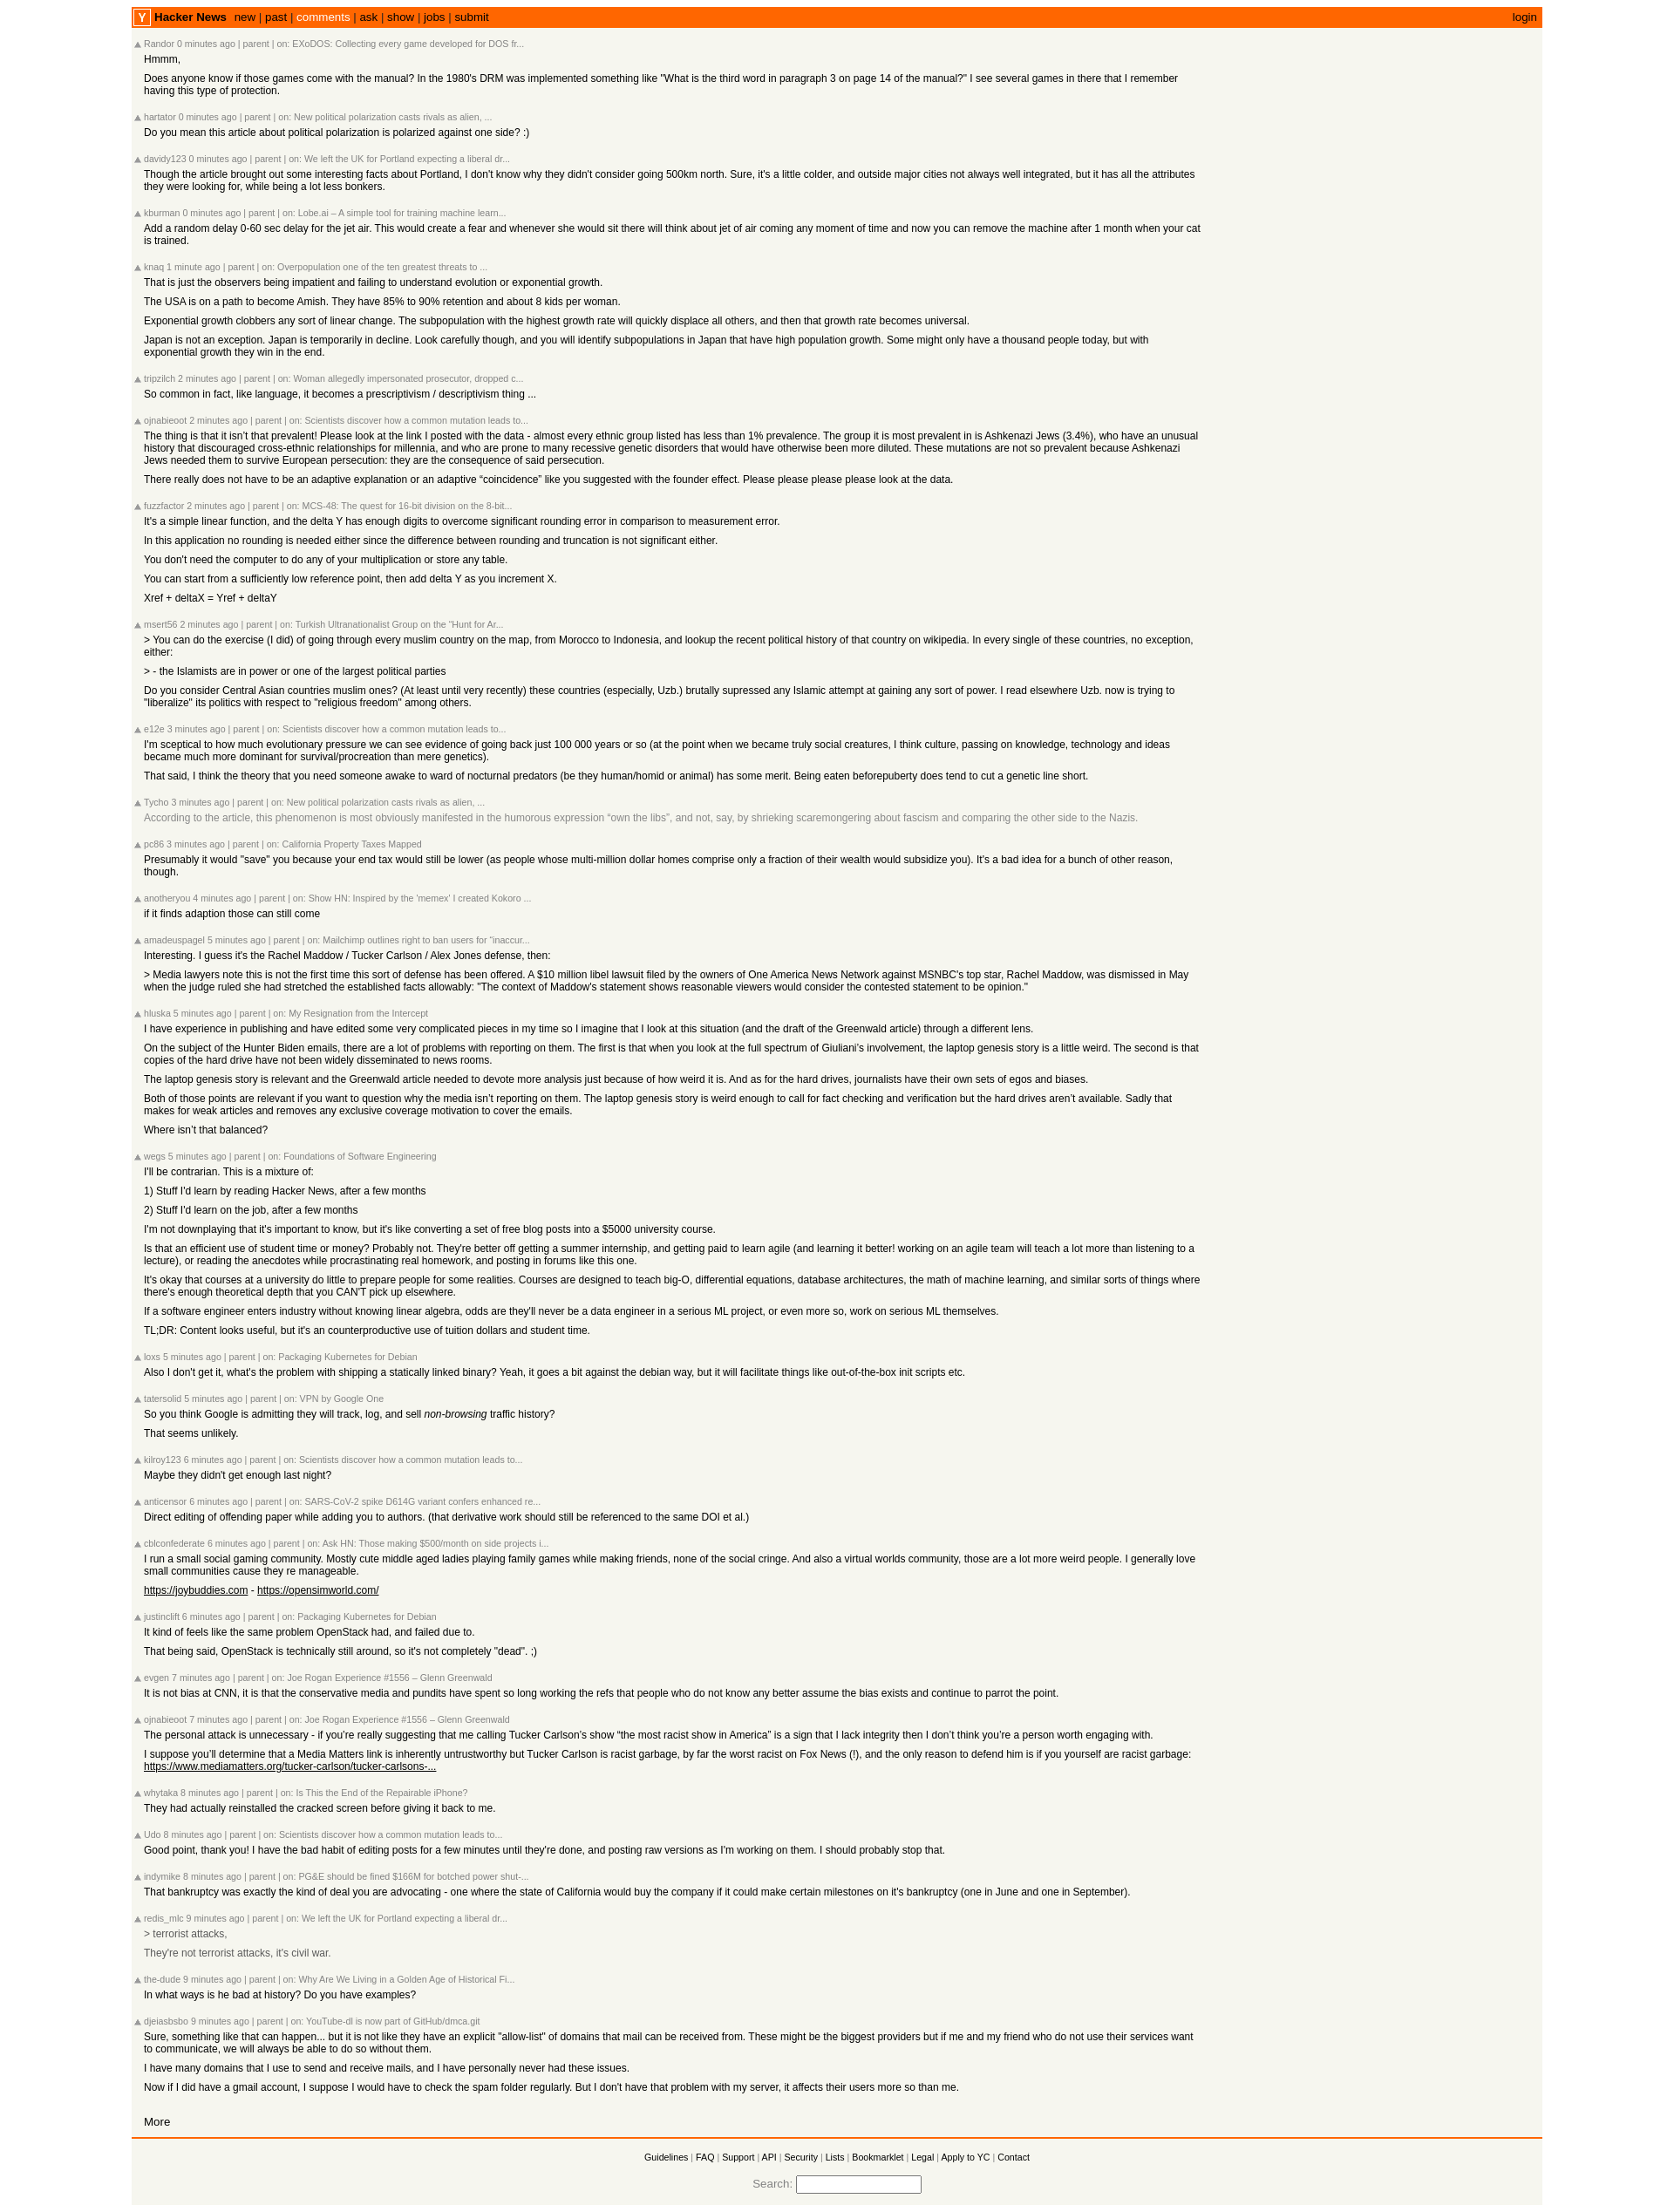 Y Hacker News new | past | comments | ask | show | jobs | submit login
Randor 0 minutes ago | parent | on: EXoDOS: Collecting every game developed for DOS fr...
Hmmm,
Does anyone know if those games come with the manual? In the 1980's DRM was implemented something like "What is the third word in paragraph 3 on page 14 of the manual?" I see several games in there that I remember
having this type of protection.
hartator 0 minutes ago | parent | on: New political polarization casts rivals as alien, ...
Do you mean this article about political polarization is polarized against one side? :)
davidy123 0 minutes ago | parent | on: We left the UK for Portland expecting a liberal dr...
Though the article brought out some interesting facts about Portland, I don't know why they didn't consider going 500km north. Sure, it's a little colder, and outside major cities not always well integrated, but it has all the attributes
they were looking for, while being a lot less bonkers.
kburman 0 minutes ago | parent | on: Lobe.ai – A simple tool for training machine learn...
Add a random delay 0-60 sec delay for the jet air. This would create a fear and whenever she would sit there will think about jet of air coming any moment of time and now you can remove the machine after 1 month when your cat
is trained.
knaq 1 minute ago | parent | on: Overpopulation one of the ten greatest threats to ...
That is just the observers being impatient and failing to understand evolution or exponential growth.
The USA is on a path to become Amish. They have 85% to 90% retention and about 8 kids per woman.
Exponential growth clobbers any sort of linear change. The subpopulation with the highest growth rate will quickly displace all others, and then that growth rate becomes universal.
Japan is not an exception. Japan is temporarily in decline. Look carefully though, and you will identify subpopulations in Japan that have high population growth. Some might only have a thousand people today, but with
exponential growth they win in the end.
tripzilch 2 minutes ago | parent | on: Woman allegedly impersonated prosecutor, dropped c...
So common in fact, like language, it becomes a prescriptivism / descriptivism thing ...
ojnabieoot 2 minutes ago | parent | on: Scientists discover how a common mutation leads to...
The thing is that it isn’t that prevalent! Please look at the link I posted with the data - almost every ethnic group listed has less than 1% prevalence. The group it is most prevalent in is Ashkenazi Jews (3.4%), who have an unusual
history that discouraged cross-ethnic relationships for millennia, and who are prone to many recessive genetic disorders that would have otherwise been more diluted. These mutations are not so prevalent because Ashkenazi
Jews needed them to survive European persecution: they are the consequence of said persecution.
There really does not have to be an adaptive explanation or an adaptive “coincidence” like you suggested with the founder effect. Please please please please look at the data.
fuzzfactor 2 minutes ago | parent | on: MCS-48: The quest for 16-bit division on the 8-bit...
It's a simple linear function, and the delta Y has enough digits to overcome significant rounding error in comparison to measurement error.
In this application no rounding is needed either since the difference between rounding and truncation is not significant either.
You don't need the computer to do any of your multiplication or store any table.
You can start from a sufficiently low reference point, then add delta Y as you increment X.
Xref + deltaX = Yref + deltaY
msert56 2 minutes ago | parent | on: Turkish Ultranationalist Group on the “Hunt for Ar...
> You can do the exercise (I did) of going through every muslim country on the map, from Morocco to Indonesia, and lookup the recent political history of that country on wikipedia. In every single of these countries, no exception,
either:
> - the Islamists are in power or one of the largest political parties
Do you consider Central Asian countries muslim ones? (At least until very recently) these countries (especially, Uzb.) brutally supressed any Islamic attempt at gaining any sort of power. I read elsewhere Uzb. now is trying to
"liberalize" its politics with respect to "religious freedom" among others.
e12e 3 minutes ago | parent | on: Scientists discover how a common mutation leads to...
I'm sceptical to how much evolutionary pressure we can see evidence of going back just 100 000 years or so (at the point when we became truly social creatures, I think culture, passing on knowledge, technology and ideas
became much more dominant for survival/procreation than mere genetics).
That said, I think the theory that you need someone awake to ward of nocturnal predators (be they human/homid or animal) has some merit. Being eaten beforepuberty does tend to cut a genetic line short.
Tycho 3 minutes ago | parent | on: New political polarization casts rivals as alien, ...
According to the article, this phenomenon is most obviously manifested in the humorous expression “own the libs”, and not, say, by shrieking scaremongering about fascism and comparing the other side to the Nazis.
pc86 3 minutes ago | parent | on: California Property Taxes Mapped
Presumably it would "save" you because your end tax would still be lower (as people whose multi-million dollar homes comprise only a fraction of their wealth would subsidize you). It's a bad idea for a bunch of other reason,
though.
anotheryou 4 minutes ago | parent | on: Show HN: Inspired by the 'memex' I created Kokoro ...
if it finds adaption those can still come
amadeuspagel 5 minutes ago | parent | on: Mailchimp outlines right to ban users for “inaccur...
Interesting. I guess it's the Rachel Maddow / Tucker Carlson / Alex Jones defense, then:
> Media lawyers note this is not the first time this sort of defense has been offered. A $10 million libel lawsuit filed by the owners of One America News Network against MSNBC's top star, Rachel Maddow, was dismissed in May
when the judge ruled she had stretched the established facts allowably: "The context of Maddow's statement shows reasonable viewers would consider the contested statement to be opinion."
hluska 5 minutes ago | parent | on: My Resignation from the Intercept
I have experience in publishing and have edited some very complicated pieces in my time so I imagine that I look at this situation (and the draft of the Greenwald article) through a different lens.
On the subject of the Hunter Biden emails, there are a lot of problems with reporting on them. The first is that when you look at the full spectrum of Giuliani’s involvement, the laptop genesis story is a little weird. The second is that
copies of the hard drive have not been widely disseminated to news rooms.
The laptop genesis story is relevant and the Greenwald article needed to devote more analysis just because of how weird it is. And as for the hard drives, journalists have their own sets of egos and biases.
Both of those points are relevant if you want to question why the media isn’t reporting on them. The laptop genesis story is weird enough to call for fact checking and verification but the hard drives aren’t available. Sadly that
makes for weak articles and removes any exclusive coverage motivation to cover the emails.
Where isn’t that balanced?
wegs 5 minutes ago | parent | on: Foundations of Software Engineering
I'll be contrarian. This is a mixture of:
1) Stuff I'd learn by reading Hacker News, after a few months
2) Stuff I'd learn on the job, after a few months
I'm not downplaying that it's important to know, but it's like converting a set of free blog posts into a $5000 university course.
Is that an efficient use of student time or money? Probably not. They're better off getting a summer internship, and getting paid to learn agile (and learning it better! working on an agile team will teach a lot more than listening to a
lecture), or reading the anecdotes while procrastinating real homework, and posting in forums like this one.
It's okay that courses at a university do little to prepare people for some realities. Courses are designed to teach big-O, differential equations, database architectures, the math of machine learning, and similar sorts of things where
there's enough theoretical depth that you CAN'T pick up elsewhere.
If a software engineer enters industry without knowing linear algebra, odds are they'll never be a data engineer in a serious ML project, or even more so, work on serious ML themselves.
TL;DR: Content looks useful, but it's an counterproductive use of tuition dollars and student time.
loxs 5 minutes ago | parent | on: Packaging Kubernetes for Debian
Also I don't get it, what's the problem with shipping a statically linked binary? Yeah, it goes a bit against the debian way, but it will facilitate things like out-of-the-box init scripts etc.
tatersolid 5 minutes ago | parent | on: VPN by Google One
So you think Google is admitting they will track, log, and sell non-browsing traffic history?
That seems unlikely.
kilroy123 6 minutes ago | parent | on: Scientists discover how a common mutation leads to...
Maybe they didn't get enough last night?
anticensor 6 minutes ago | parent | on: SARS-CoV-2 spike D614G variant confers enhanced re...
Direct editing of offending paper while adding you to authors. (that derivative work should still be referenced to the same DOI et al.)
cblconfederate 6 minutes ago | parent | on: Ask HN: Those making $500/month on side projects i...
I run a small social gaming community. Mostly cute middle aged ladies playing family games while making friends, none of the social cringe. And also a virtual worlds community, those are a lot more weird people. I generally love
small communities cause they re manageable.
https://joybuddies.com - https://opensimworld.com/
justinclift 6 minutes ago | parent | on: Packaging Kubernetes for Debian
It kind of feels like the same problem OpenStack had, and failed due to.
That being said, OpenStack is technically still around, so it's not completely "dead". ;)
evgen 7 minutes ago | parent | on: Joe Rogan Experience #1556 – Glenn Greenwald
It is not bias at CNN, it is that the conservative media and pundits have spent so long working the refs that people who do not know any better assume the bias exists and continue to parrot the point.
ojnabieoot 7 minutes ago | parent | on: Joe Rogan Experience #1556 – Glenn Greenwald
The personal attack is unnecessary - if you’re really suggesting that me calling Tucker Carlson’s show “the most racist show in America” is a sign that I lack integrity then I don’t think you’re a person worth engaging with.
I suppose you’ll determine that a Media Matters link is inherently untrustworthy but Tucker Carlson is racist garbage, by far the worst racist on Fox News (!), and the only reason to defend him is if you yourself are racist garbage:
https://www.mediamatters.org/tucker-carlson/tucker-carlsons-...
whytaka 8 minutes ago | parent | on: Is This the End of the Repairable iPhone?
They had actually reinstalled the cracked screen before giving it back to me.
Udo 8 minutes ago | parent | on: Scientists discover how a common mutation leads to...
Good point, thank you! I have the bad habit of editing posts for a few minutes until they're done, and posting raw versions as I'm working on them. I should probably stop that.
indymike 8 minutes ago | parent | on: PG&E should be fined $166M for botched power shut-...
That bankruptcy was exactly the kind of deal you are advocating - one where the state of California would buy the company if it could make certain milestones on it's bankruptcy (one in June and one in September).
redis_mlc 9 minutes ago | parent | on: We left the UK for Portland expecting a liberal dr...
> terrorist attacks,
They're not terrorist attacks, it's civil war.
the-dude 9 minutes ago | parent | on: Why Are We Living in a Golden Age of Historical Fi...
In what ways is he bad at history? Do you have examples?
djeiasbsbo 9 minutes ago | parent | on: YouTube-dl is now part of GitHub/dmca.git
Sure, something like that can happen... but it is not like they have an explicit "allow-list" of domains that mail can be received from. These might be the biggest providers but if me and my friend who do not use their services want
to communicate, we will always be able to do so without them.
I have many domains that I use to send and receive mails, and I have personally never had these issues.
Now if I did have a gmail account, I suppose I would have to check the spam folder regularly. But I don't have that problem with my server, it affects their users more so than me.
More
Guidelines | FAQ | Support | API | Security | Lists | Bookmarklet | Legal | Apply to YC | Contact
Search: